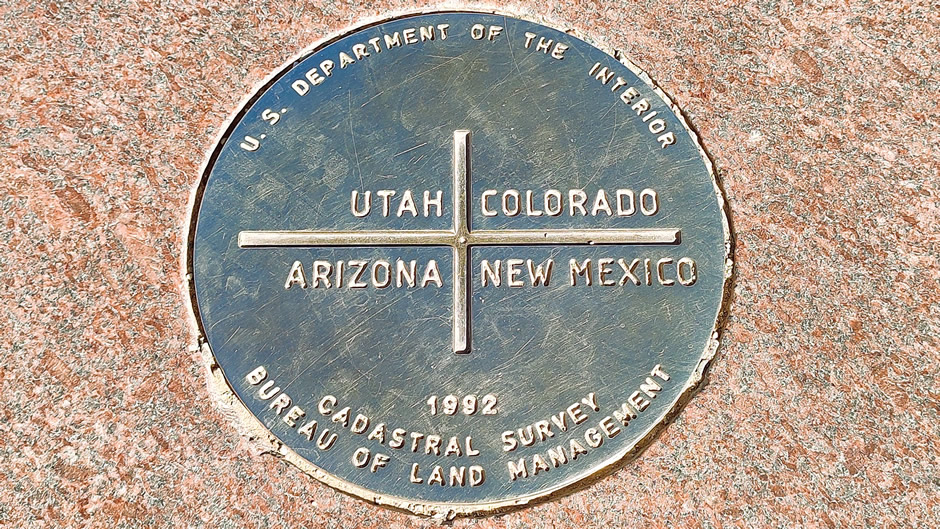 U.S. DEPARTMENT OF THE INTERIOR
UTAH COLORADO
ARIZONA NEW MEXICO
1992
CADASTRAL SURVEY
BUREAU OF LAND MANAGEMENT